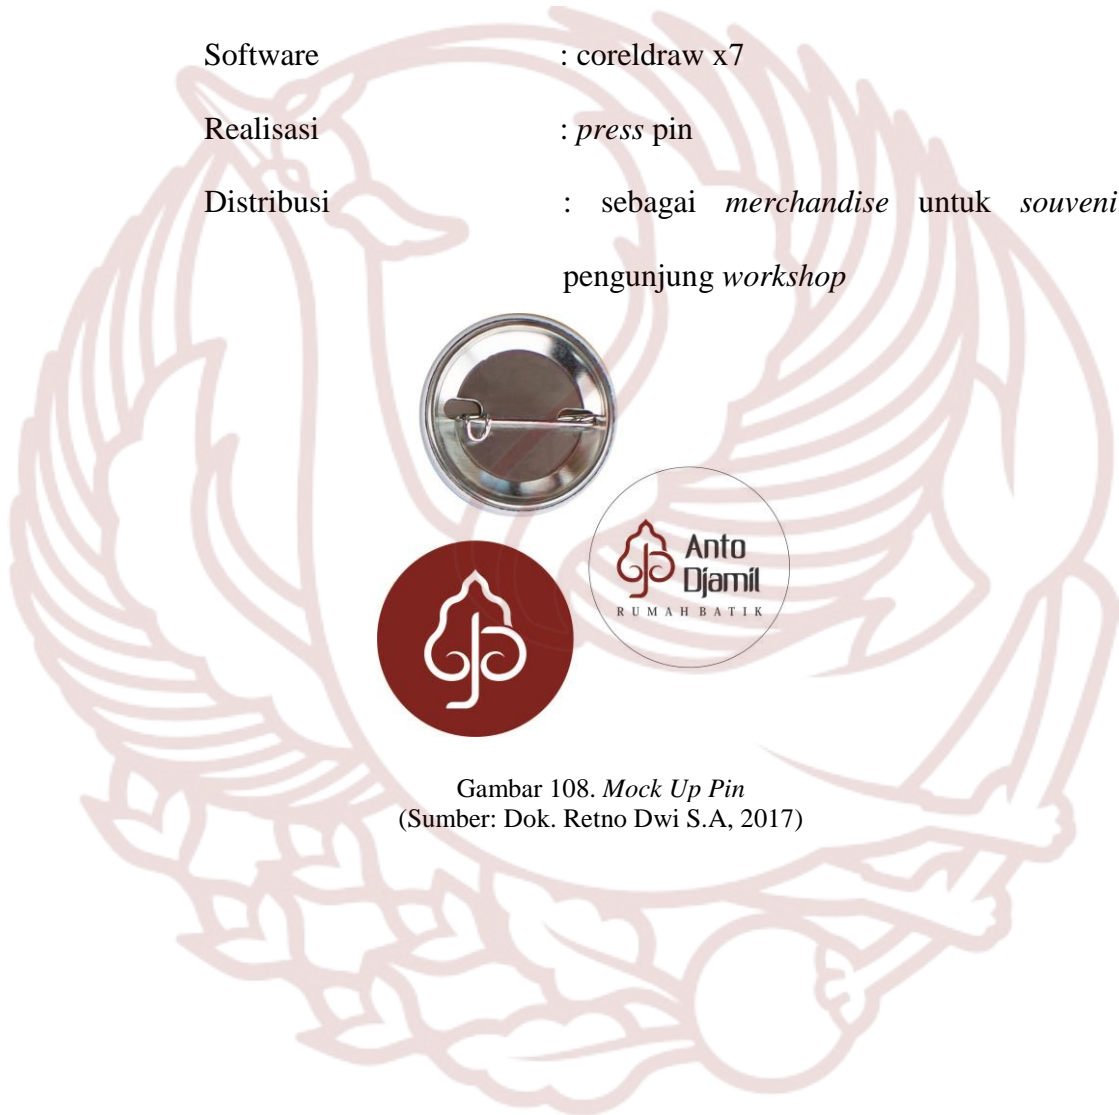 Software : coreldraw x7
Realisasi : press pin
Distribusi : sebagai merchandise untuk souveni
pengunjung workshop
Anto
Djamil
RUMAH BATIK
Gambar 108. Mock Up Pin
(Sumber: Dok. Retno Dwi S.A, 2017)